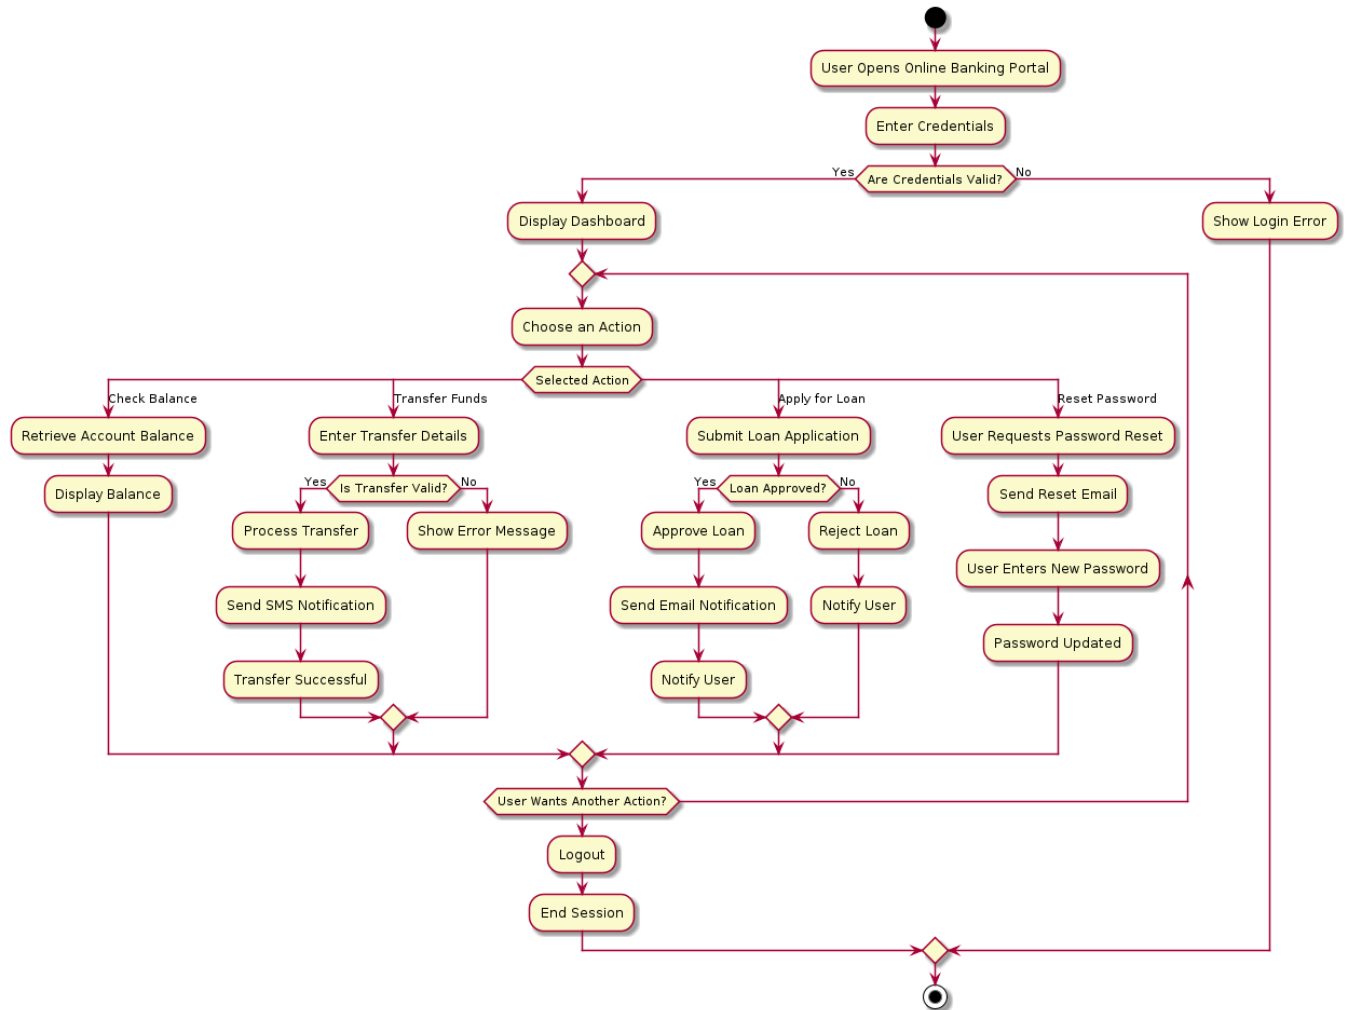 User Opens Online Banking Portal
Enter Credentials
Yes
Are Credentials Valid?
No
Display Dashboard
Show Login Error
Choose an Action
Selected Action
Check Balance
Transfer Funds
Apply for Loan
Reset Password
Retrieve Account Balance
Enter Transfer Details
Submit Loan Application
User Requests Password Reset
Yes
Is Transfer Valid?
No
Yes
Loan Approved?
No
Display Balance
Send Reset Email
Process Transfer
Show Error Message
Approve Loan
Reject Loan
User Enters New Password
Send SMS Notification
Send Email Notification
Notify User
Password Updated
Transfer Successful
Notify User
User Wants Another Action?
Logout
End Session